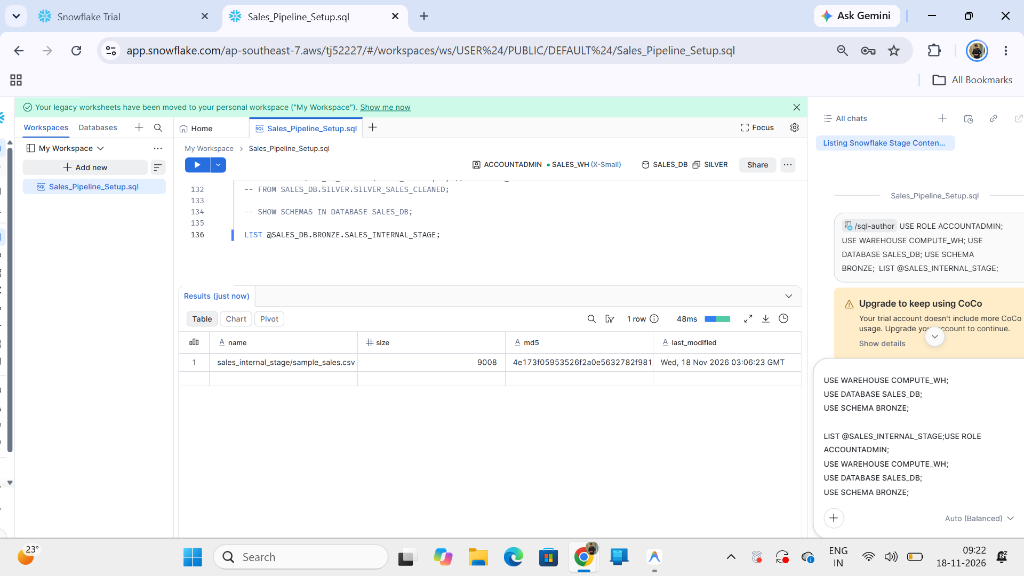 Snowflake Trial
Sales_Pipeline_Setup.sql
Ask Gemini
app.snowflake.com/ap-southeast-7.aws/tj52227/#/workspaces/ws/USER%24/PUBLIC/DEFAULT%24/Sales_Pipeline_Setup.sql
All Bookmarks
Your legacy worksheets have been moved to your personal workspace ("My Workspace"). Show me now
Workspaces Databases
Home
Sales_Pipeline_Setup.sql
Focus
My Workspace
Add new
Sales_Pipeline_Setup.sql
My Workspace > Sales_Pipeline_Setup.sql
ACCOUNTADMIN SALES_WH (X-Small) SALES_DB SILVER Share
132 -- FROM SALES_DB.SILVER.SILVER_SALES_CLEANED;
133
134 -- SHOW SCHEMAS IN DATABASE SALES_DB;
135
136 LIST @SALES_DB.BRONZE.SALES_INTERNAL_STAGE;
Results (just now)
Table Chart Pivot
1 row 48ms
name size md5 last_modified
1 sales_internal_stage/sample_sales.csv 9008 4e173f05953526f2a0e5632782f981 Wed, 18 Nov 2026 03:06:23 GMT
All chats
Listing Snowflake Stage Conten...
Sales_Pipeline_Setup.sql
/sql-author USE ROLE ACCOUNTADMIN;
USE WAREHOUSE COMPUTE_WH; USE
DATABASE SALES_DB; USE SCHEMA
BRONZE; LIST @SALES_INTERNAL_STAGE;
Upgrade to keep using CoCo
Your trial account doesn't include more CoCo
usage. Upgrade your account to continue.
Show details
USE WAREHOUSE COMPUTE_WH;
USE DATABASE SALES_DB;
USE SCHEMA BRONZE;
LIST @SALES_INTERNAL_STAGE;USE ROLE
ACCOUNTADMIN;
USE WAREHOUSE COMPUTE_WH;
USE DATABASE SALES_DB;
USE SCHEMA BRONZE;
Auto (Balanced)
23°
Search
ENG
IN
09:22
18-11-2026